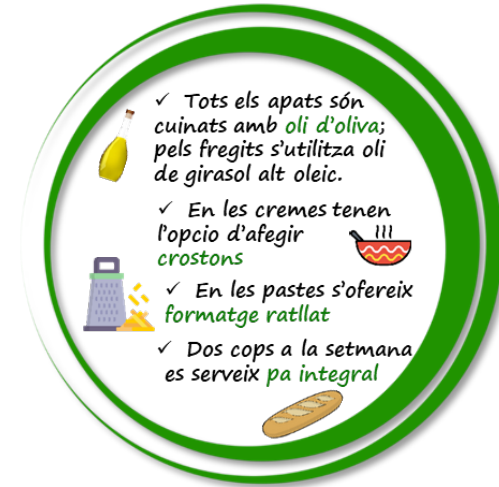 ✓ Tots els apats són
cuinats amb oli d'oliva;
pels fregits s'utilitza oli
de girasol alt oleic.
✓ En les cremes tenen
l'opcio d'afegir
crostons
✓ En les pastes s'ofereix
formatge ratllat
✓ Dos cops a la setmana
es serveix pa integral